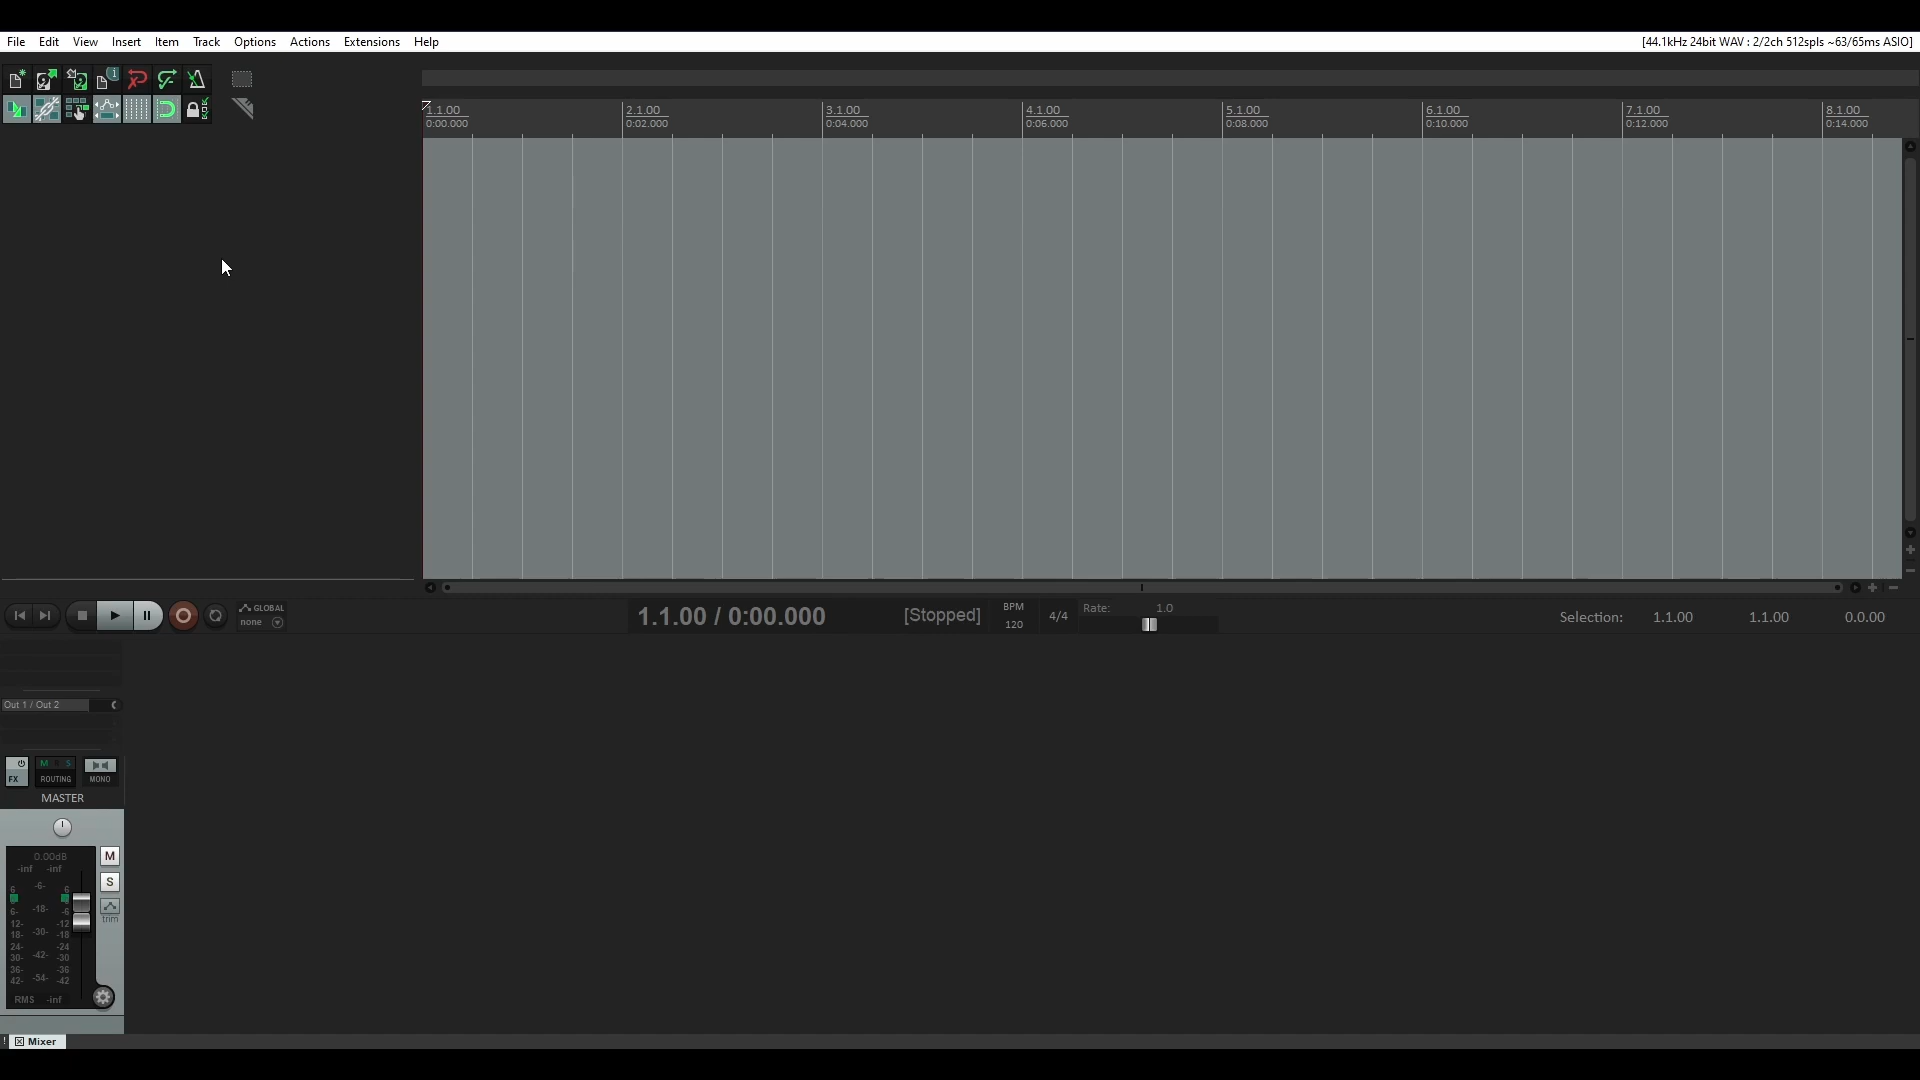 File Edit View Insert Item Track Options Actions Extensions Help [44.1kHz 24bit WAV : 2/2ch 512spls ~63/65ms ASIO]
1.1.00 2.1.00 3.1.00 4.1.00 5.1.00 6.1.00 7.1.00 8.1.00
0:00.000 0:02.000 0:04.000 0:06.000 0:08.000 0:10.000 0:12.000 0:14.000
GLOBAL
none
1.1.00 / 0:00.000 [Stopped]
BPM
120
4/4
Rate: 1.0
Selection: 1.1.00 1.1.00 0.0.00
Out 1 / Out 2
FX
M S
ROUTING
MONO
MASTER
0.00dB
-inf -inf
M
S
trim
6 -6- 6
6- -18- -6
12- -12
18- -30- -18
24- -24
30- -42- -30
36- -36
42- -54- -42
RMS -inf
Mixer